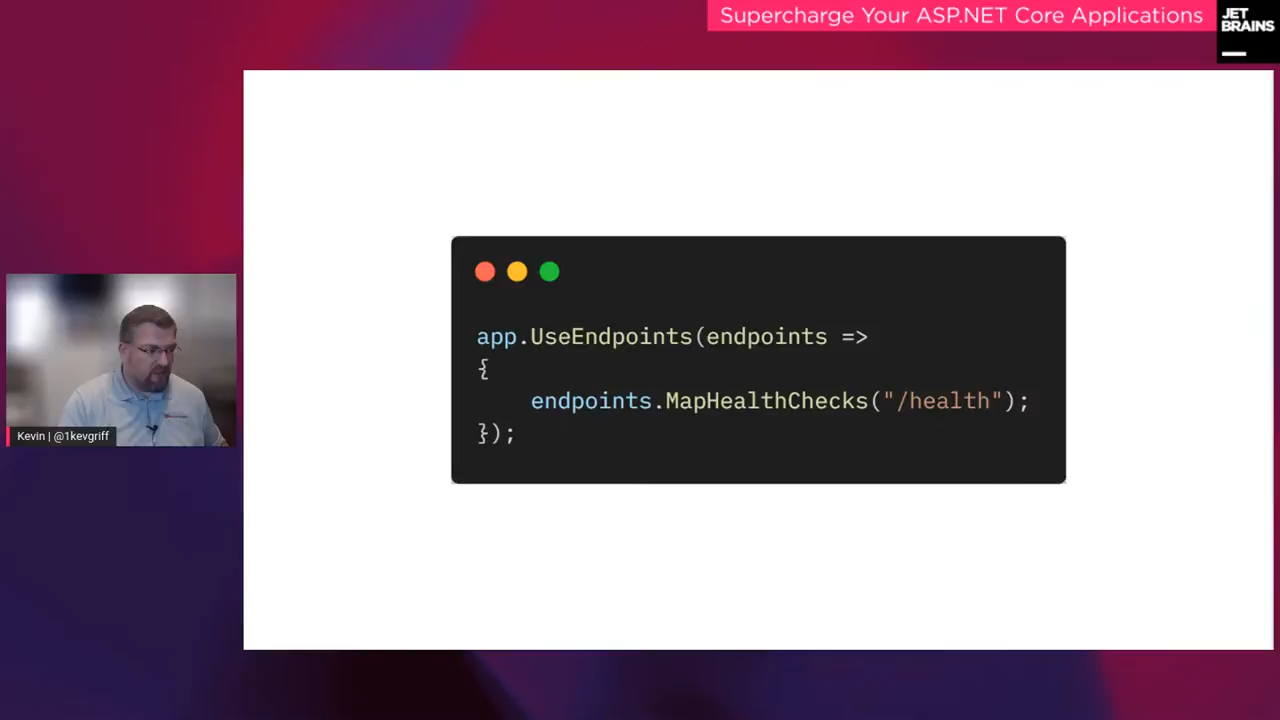 Supercharge Your ASP.NET Core Applications
JET
BRAINS
app.UseEndpoints(endpoints =>
{
    endpoints.MapHealthChecks("/health");
});
Kevin | @1kevgriff